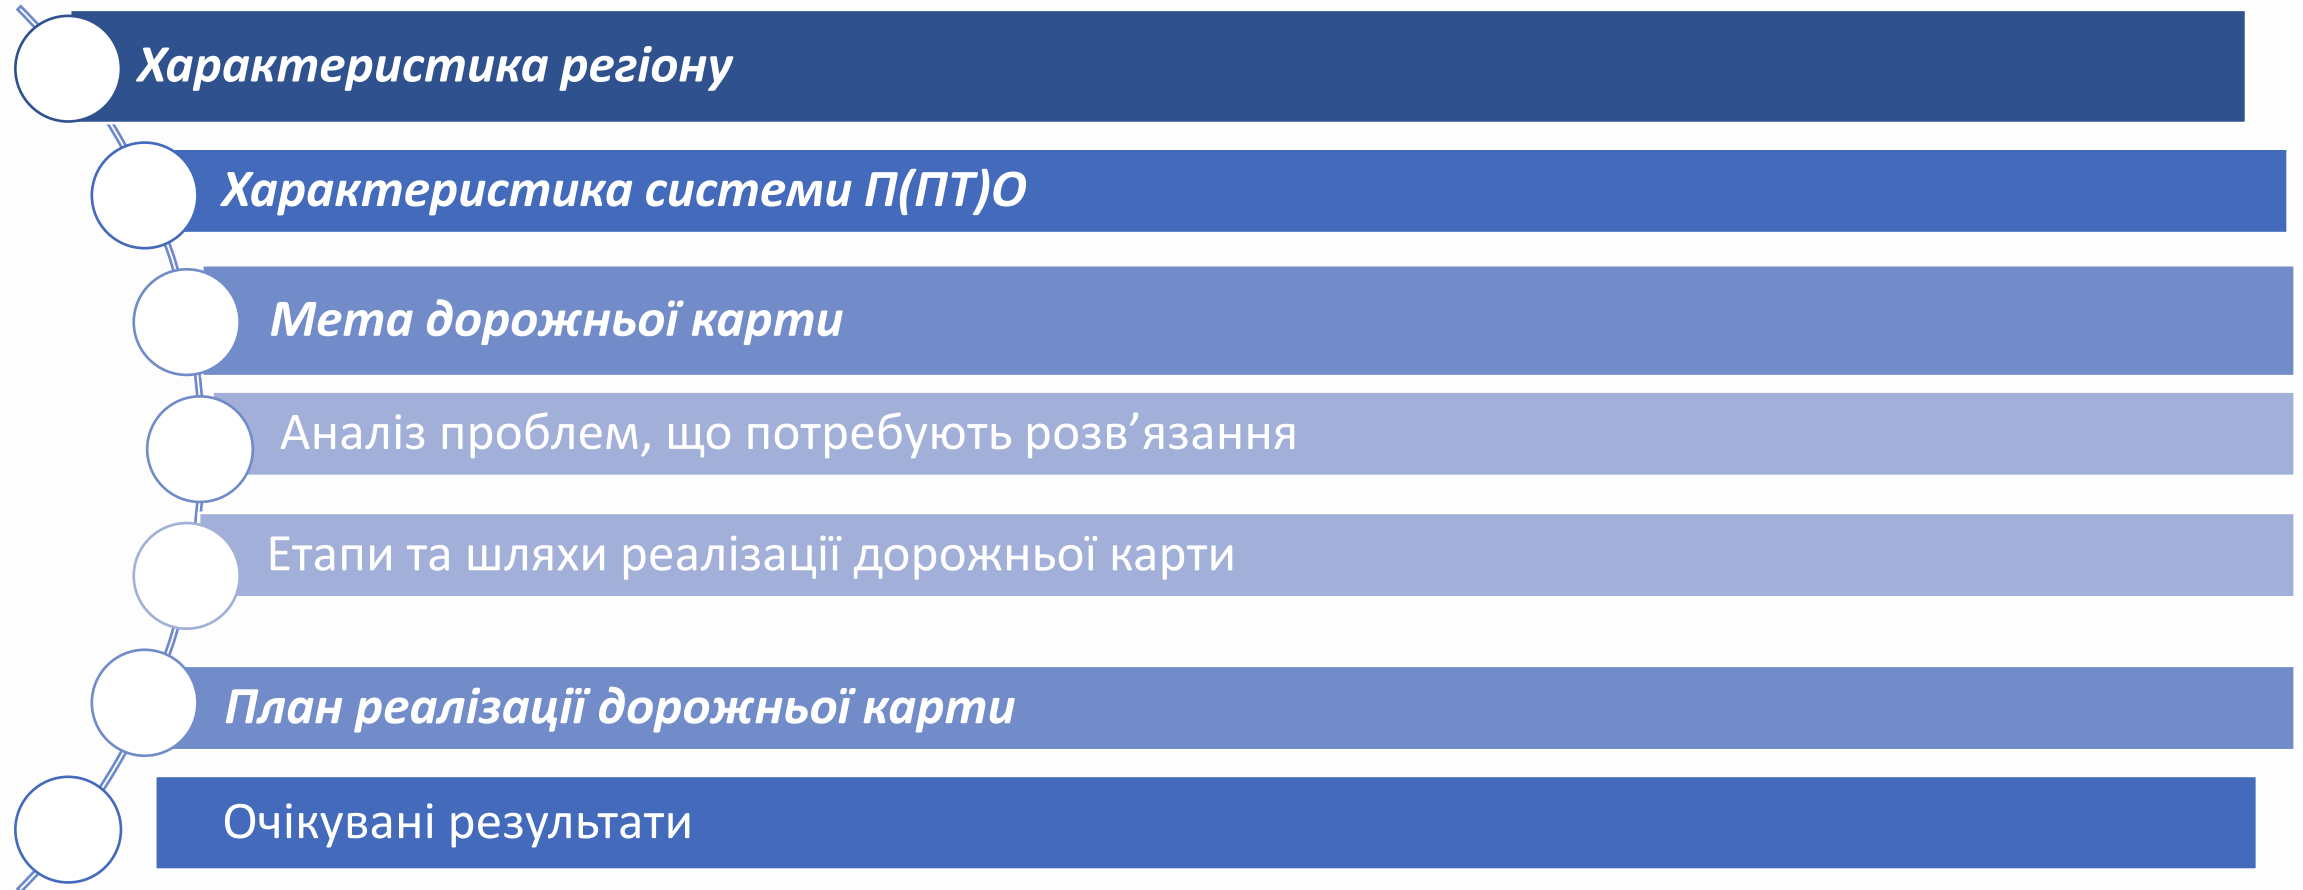 Характеристика регіону
Характеристика системи П(ПТ)О
Мета дорожньої карти
Аналіз проблем, що потребують розв’язання
Етапи та шляхи реалізації дорожньої карти
План реалізації дорожньої карти
Очікувані результати